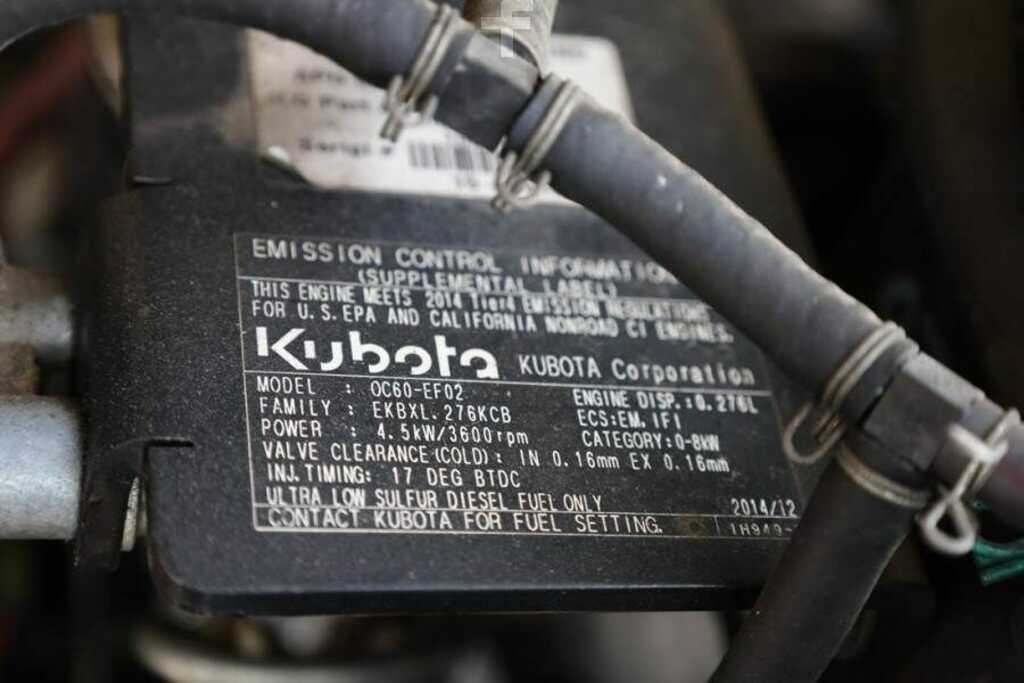 Part
Serial #
EMISSION CONTROL INFORMATION
(SUPPLEMENTAL LABEL)
THIS ENGINE MEETS 2014 Tier4 EMISSION REGULATIONS
FOR U.S. EPA AND CALIFORNIA NONROAD CI ENGINES.
Kubota KUBOTA Corporation
MODEL : OC60-EF02 ENGINE DISP.: 0.276L
FAMILY : EKBXL.276KCB ECS:EM, IFI
POWER : 4.5kW/3600rpm CATEGORY:0-8kW
VALVE CLEARANCE(COLD): IN 0.16mm EX 0.16mm
INJ.TIMING: 17 DEG BTDC
ULTRA LOW SULFUR DIESEL FUEL ONLY 2014/12
CONTACT KUBOTA FOR FUEL SETTING. 1H949-